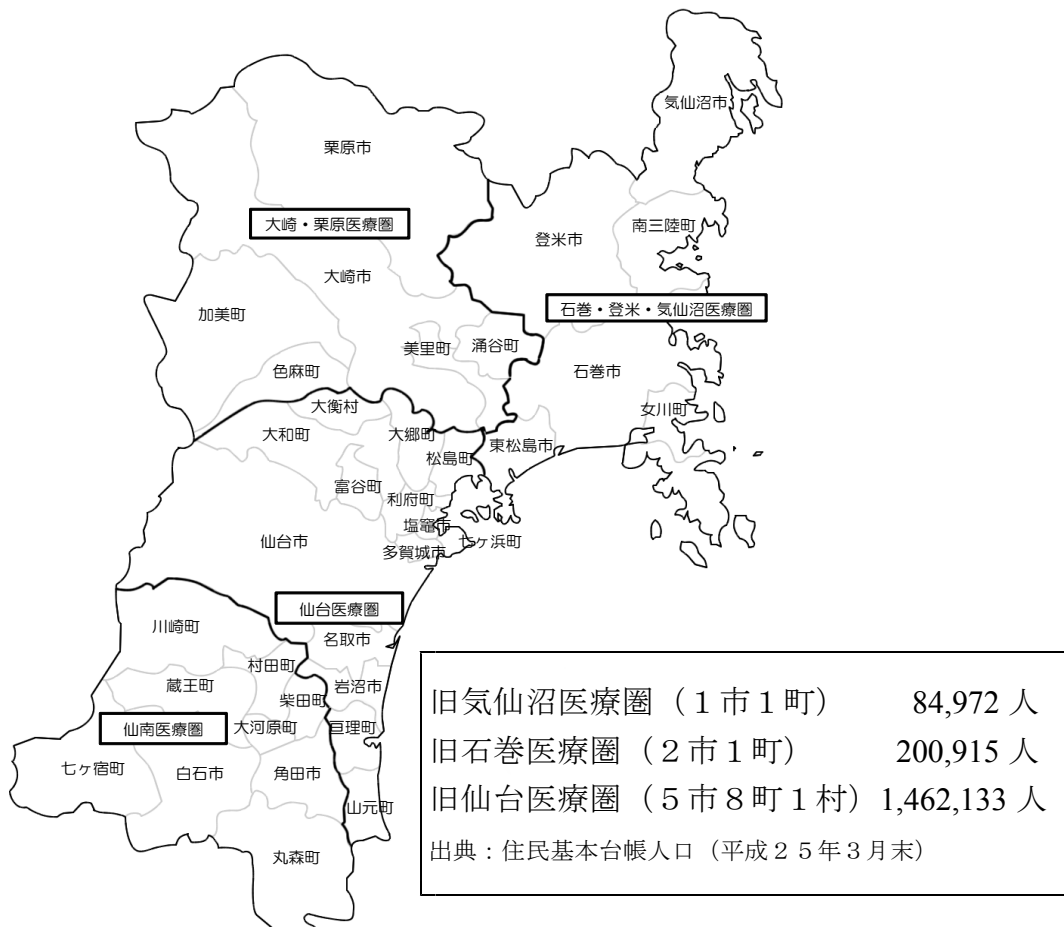 気仙沼市
栗原市
大崎・栗原医療圏
南三陸町
登米市
大崎市
石巻・登米・気仙沼医療圏
加美町
美里町
涌谷町
色麻町
石巻市
大衡村
女川町
大和町
大郷町
東松島市
松島町
富谷町
利府町
塩竈市
仙台市
七ヶ浜町
多賀城市
仙台医療圏
川崎町
名取市
村田町
蔵王町
岩沼市
柴田町
仙南医療圏
大河原町
亘理町
七ヶ宿町
白石市
角田市
山元町
丸森町
旧気仙沼医療圏（１市１町） 84,972 人
旧石巻医療圏（２市１町） 200,915 人
旧仙台医療圏（５市８町１村） 1,462,133 人
出典：住民基本台帳人口（平成２５年３月末）